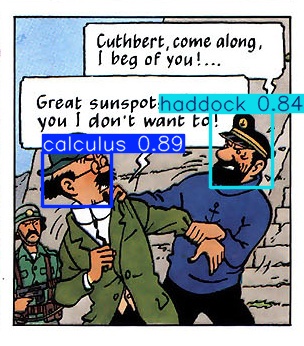 Cuthbert, come along,
I beg of you!...
Great sunspot
haddock 0.84
you I don't want to!
calculus 0.89